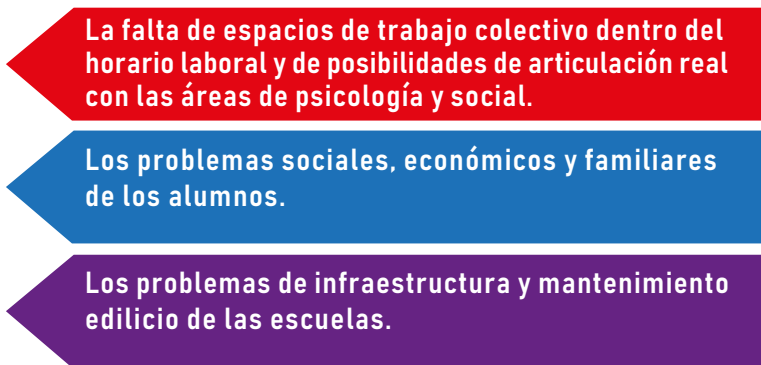 La falta de espacios de trabajo colectivo dentro del
horario laboral y de posibilidades de articulación real
con las áreas de psicología y social.
Los problemas sociales, económicos y familiares
de los alumnos.
Los problemas de infraestructura y mantenimiento
edilicio de las escuelas.